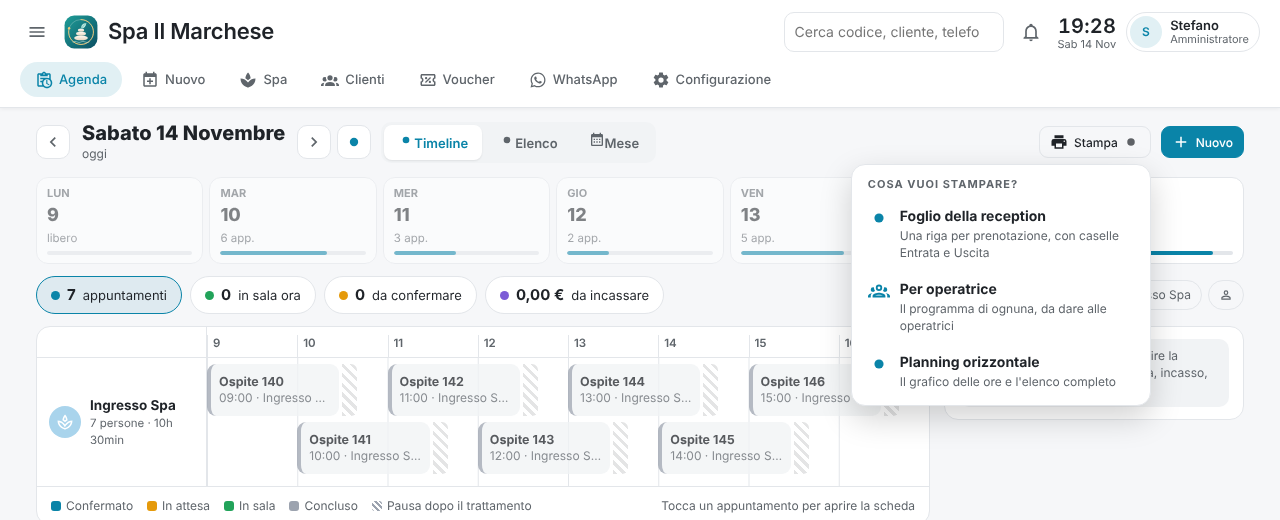 Spa Il Marchese
Cerca codice, cliente, telefo
19:28
Sab 14 Nov
S
Stefano
Amministratore
Agenda
Nuovo
Spa
Clienti
Voucher
WhatsApp
Configurazione
Sabato 14 Novembre
oggi
Timeline
Elenco
Mese
Stampa
Nuovo
LUN
9
libero
MAR
10
6 app.
MER
11
3 app.
GIO
12
2 app.
VEN
13
5 app.
COSA VUOI STAMPARE?
Foglio della reception
Una riga per prenotazione, con caselle
Entrata e Uscita
Per operatrice
Il programma di ognuna, da dare alle
operatrici
Planning orizzontale
Il grafico delle ore e l'elenco completo
7 appuntamenti
0 in sala ora
0 da confermare
0,00 € da incassare
sso Spa
9 10 11 12 13 14 15
Ingresso Spa
7 persone · 10h
30min
Ospite 140
09:00 · Ingresso ...
Ospite 142
11:00 · Ingresso S...
Ospite 144
13:00 · Ingresso S...
Ospite 146
15:00 · Ingresso
Ospite 141
10:00 · Ingresso S...
Ospite 143
12:00 · Ingresso S...
Ospite 145
14:00 · Ingresso S...
ire la
a, incasso,
Confermato
In attesa
In sala
Concluso
Pausa dopo il trattamento
Tocca un appuntamento per aprire la scheda